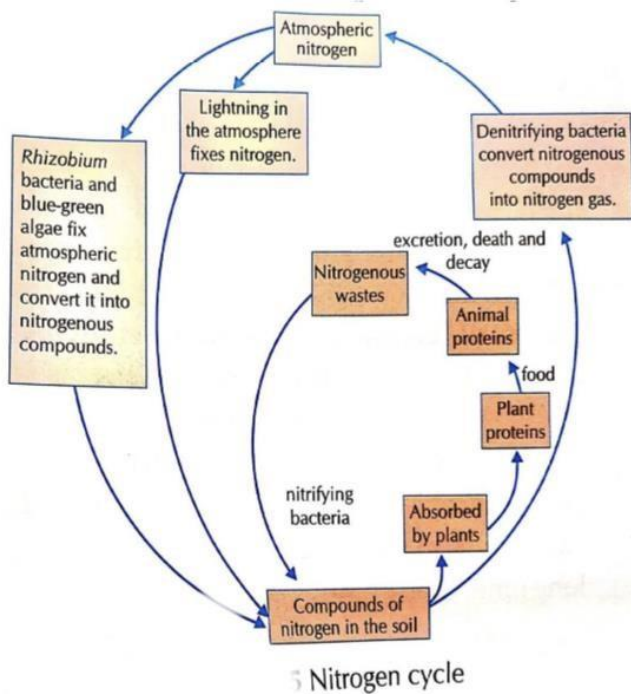 Atmospheric
nitrogen
Lightning in
the atmosphere
fixes nitrogen.
Rhizobium
bacteria and
blue-green
algae fix
atmospheric
nitrogen and
convert it into
nitrogenous
compounds.
Denitrifying bacteria
convert nitrogenous
compounds
into nitrogen gas.
excretion, death and
decay
Nitrogenous
wastes
Animal
proteins
food
Plant
proteins
nitrifying
bacteria
Absorbed
by plants
Compounds of
nitrogen in the soil
5 Nitrogen cycle